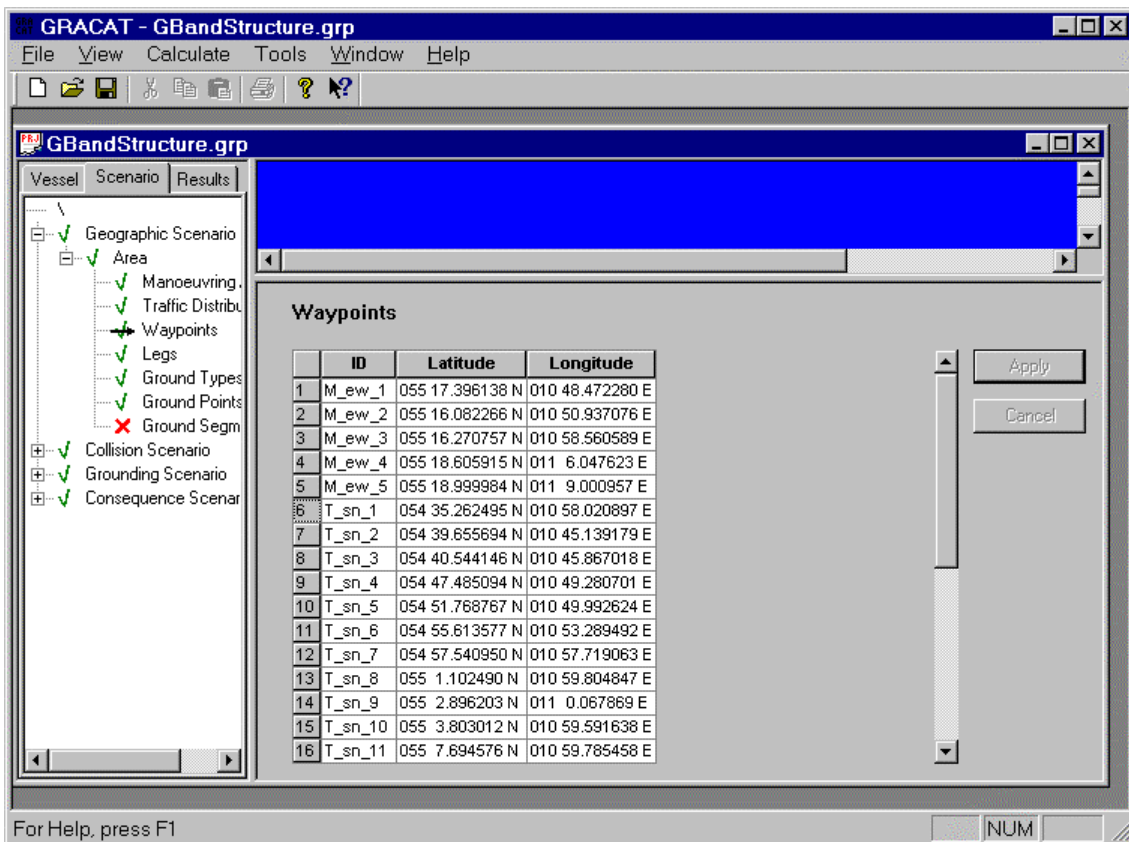 GRACAT - GBandStructure.grp
File View Calculate Tools Window Help
GBandStructure.grp
Vessel Scenario Results
\
Geographic Scenario
Area
Manoeuvring
Traffic Distribu
Waypoints
Legs
Ground Types
Ground Points
Ground Segm
Collision Scenario
Grounding Scenario
Consequence Scenar
Waypoints
ID Latitude Longitude
1 M_ew_1 055 17.396138 N 010 48.472280 E
2 M_ew_2 055 16.082266 N 010 50.937076 E
3 M_ew_3 055 16.270757 N 010 58.560589 E
4 M_ew_4 055 18.605915 N 011 6.047623 E
5 M_ew_5 055 18.999984 N 011 9.000957 E
6 T_sn_1 054 35.262495 N 010 58.020897 E
7 T_sn_2 054 39.655694 N 010 45.139179 E
8 T_sn_3 054 40.544146 N 010 45.867018 E
9 T_sn_4 054 47.485094 N 010 49.280701 E
10 T_sn_5 054 51.768767 N 010 49.992624 E
11 T_sn_6 054 55.613577 N 010 53.289492 E
12 T_sn_7 054 57.540950 N 010 57.719063 E
13 T_sn_8 055 1.102490 N 010 59.804847 E
14 T_sn_9 055 2.896203 N 011 0.067869 E
15 T_sn_10 055 3.803012 N 010 59.591638 E
16 T_sn_11 055 7.694576 N 010 59.785458 E
Apply
Cancel
For Help, press F1
NUM